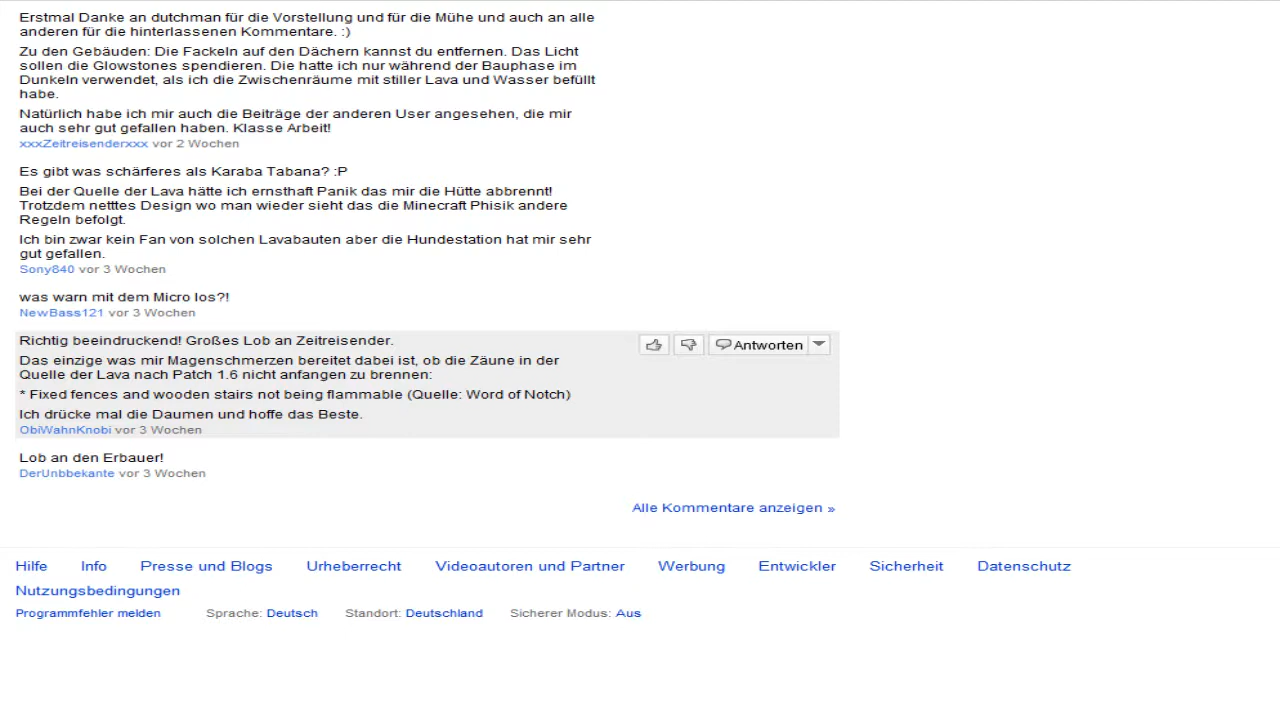 Erstmal Danke an dutchman für die Vorstellung und für die Mühe und auch an alle
anderen für die hinterlassenen Kommentare. :)
Zu den Gebäuden: Die Fackeln auf den Dächern kannst du entfernen. Das Licht
sollen die Glowstones spendieren. Die hatte ich nur während der Bauphase im
Dunkeln verwendet, als ich die Zwischenräume mit stiller Lava und Wasser befüllt
habe.
Natürlich habe ich mir auch die Beiträge der anderen User angesehen, die mir
auch sehr gut gefallen haben. Klasse Arbeit!
xxxZeitreisenderxxx vor 2 Wochen
Es gibt was schärferes als Karaba Tabana? :P
Bei der Quelle der Lava hätte ich ernsthaft Panik das mir die Hütte abbrennt!
Trotzdem netttes Design wo man wieder sieht das die Minecraft Phisik andere
Regeln befolgt.
Ich bin zwar kein Fan von solchen Lavabauten aber die Hundestation hat mir sehr
gut gefallen.
Sony840 vor 3 Wochen
was warn mit dem Micro los?!
NewBass121 vor 3 Wochen
Richtig beeindruckend! Großes Lob an Zeitreisender.
Antworten
Das einzige was mir Magenschmerzen bereitet dabei ist, ob die Zäune in der
Quelle der Lava nach Patch 1.6 nicht anfangen zu brennen:
* Fixed fences and wooden stairs not being flammable (Quelle: Word of Notch)
Ich drücke mal die Daumen und hoffe das Beste.
ObiWahnKnobi vor 3 Wochen
Lob an den Erbauer!
DerUnbbekante vor 3 Wochen
Alle Kommentare anzeigen »
Hilfe Info Presse und Blogs Urheberrecht Videoautoren und Partner Werbung Entwickler Sicherheit Datenschutz
Nutzungsbedingungen
Programmfehler melden Sprache: Deutsch Standort: Deutschland Sicherer Modus: Aus